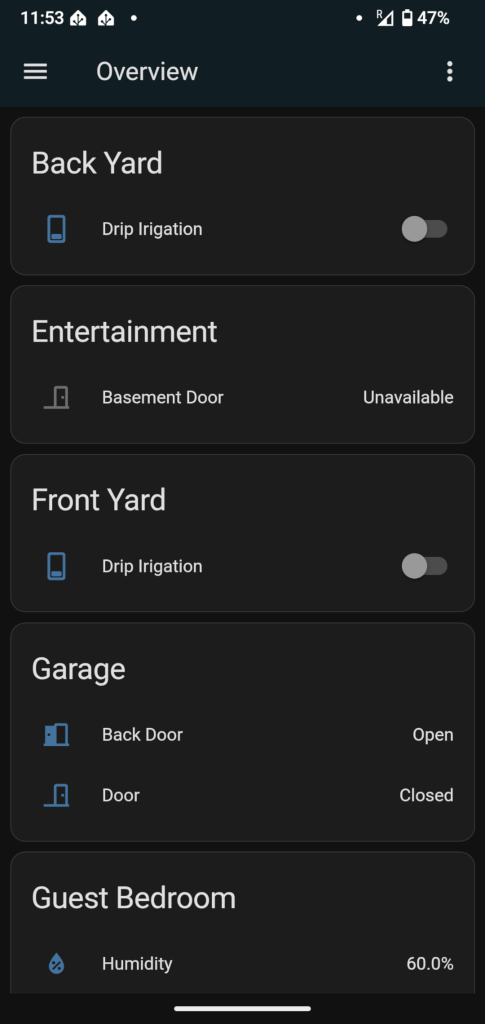 11:53
R
47%
Overview
Back Yard
Drip Irigation
Entertainment
Basement Door Unavailable
Front Yard
Drip Irigation
Garage
Back Door Open
Door Closed
Guest Bedroom
Humidity 60.0%